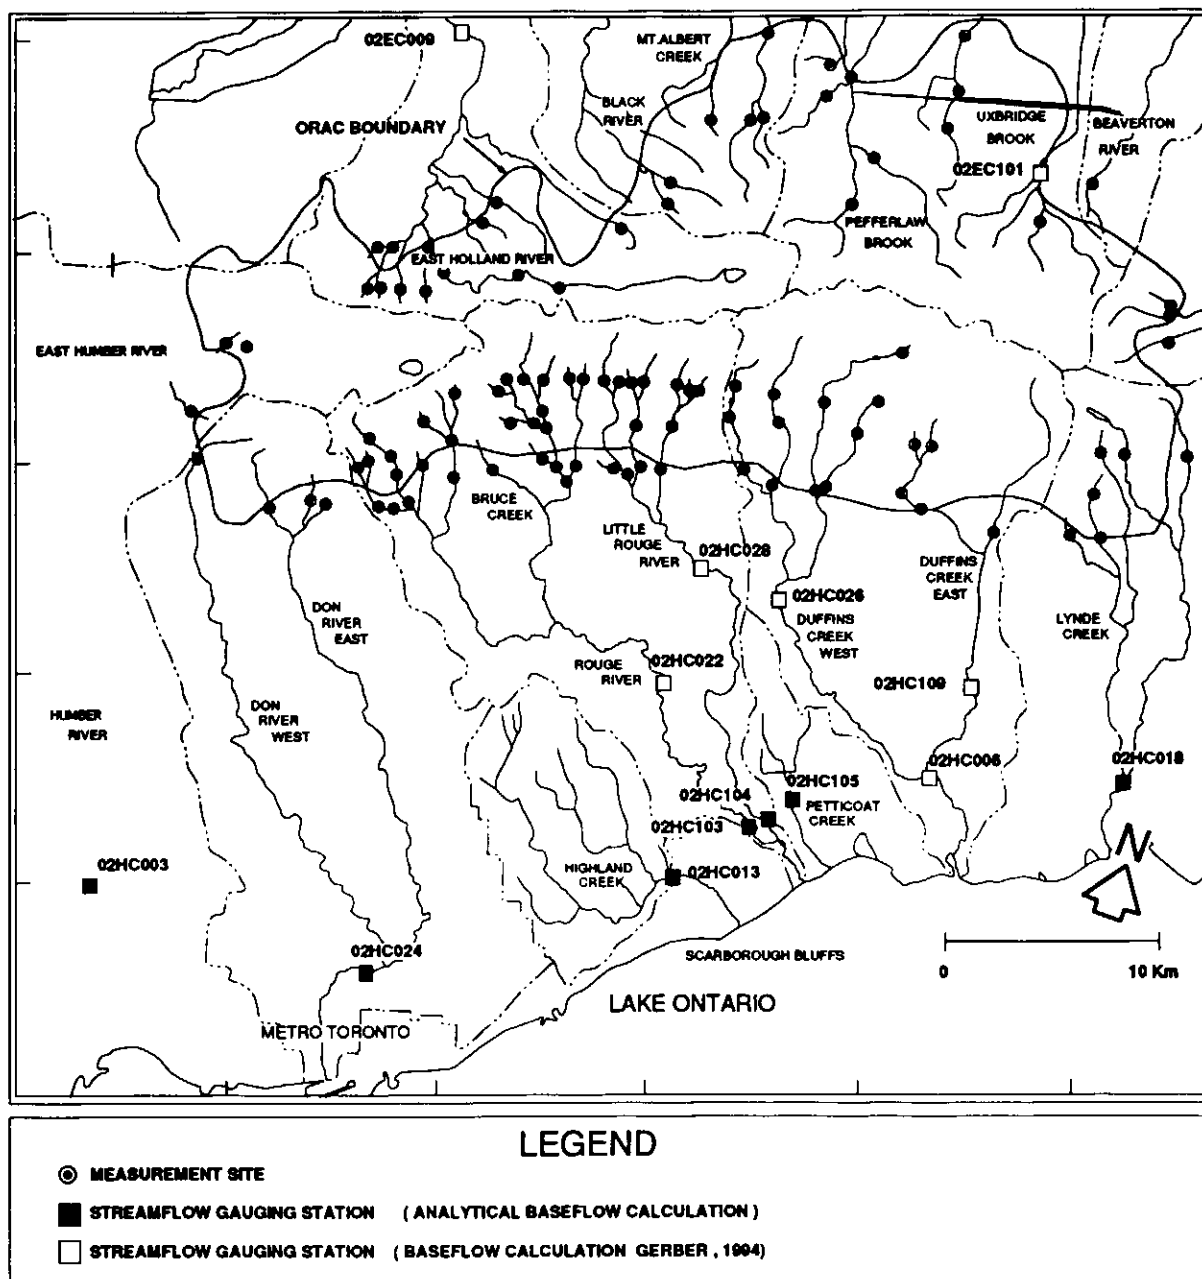 02EC009
MT. ALBERT
CREEK
BLACK
RIVER
ORAC BOUNDARY
UXBRIDGE
BROOK
BEAVERTON
RIVER
02EC101
PEFFERLAW
BROOK
EAST HOLLAND RIVER
EAST HUMBER RIVER
BRUCE
CREEK
LITTLE
ROUGE
RIVER
02HC028
DUFFINS
CREEK
EAST
02HC026
DON
RIVER
EAST
DUFFINS
CREEK
WEST
LYNDE
CREEK
ROUGE
RIVER
02HC022
02HC109
DON
RIVER
WEST
HUMBER
RIVER
02HC006
02HC018
02HC105
02HC104
PETTICOAT
CREEK
02HC103
N
02HC003
HIGHLAND
CREEK
02HC013
02HC024
SCARBOROUGH BLUFFS
0 10 Km
LAKE ONTARIO
METRO TORONTO
LEGEND
MEASUREMENT SITE
STREAMFLOW GAUGING STATION ( ANALYTICAL BASEFLOW CALCULATION )
STREAMFLOW GAUGING STATION ( BASEFLOW CALCULATION GERBER , 1994)